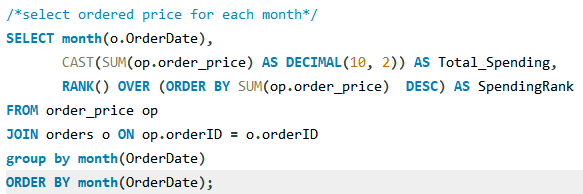 /*select ordered price for each month*/
SELECT month(o.OrderDate),
CAST(SUM(op.order_price) AS DECIMAL(10, 2)) AS Total_Spending,
RANK() OVER (ORDER BY SUM(op.order_price)  DESC) AS SpendingRank
FROM order_price op
JOIN orders o ON op.orderID = o.orderID
group by month(OrderDate)
ORDER BY month(OrderDate);